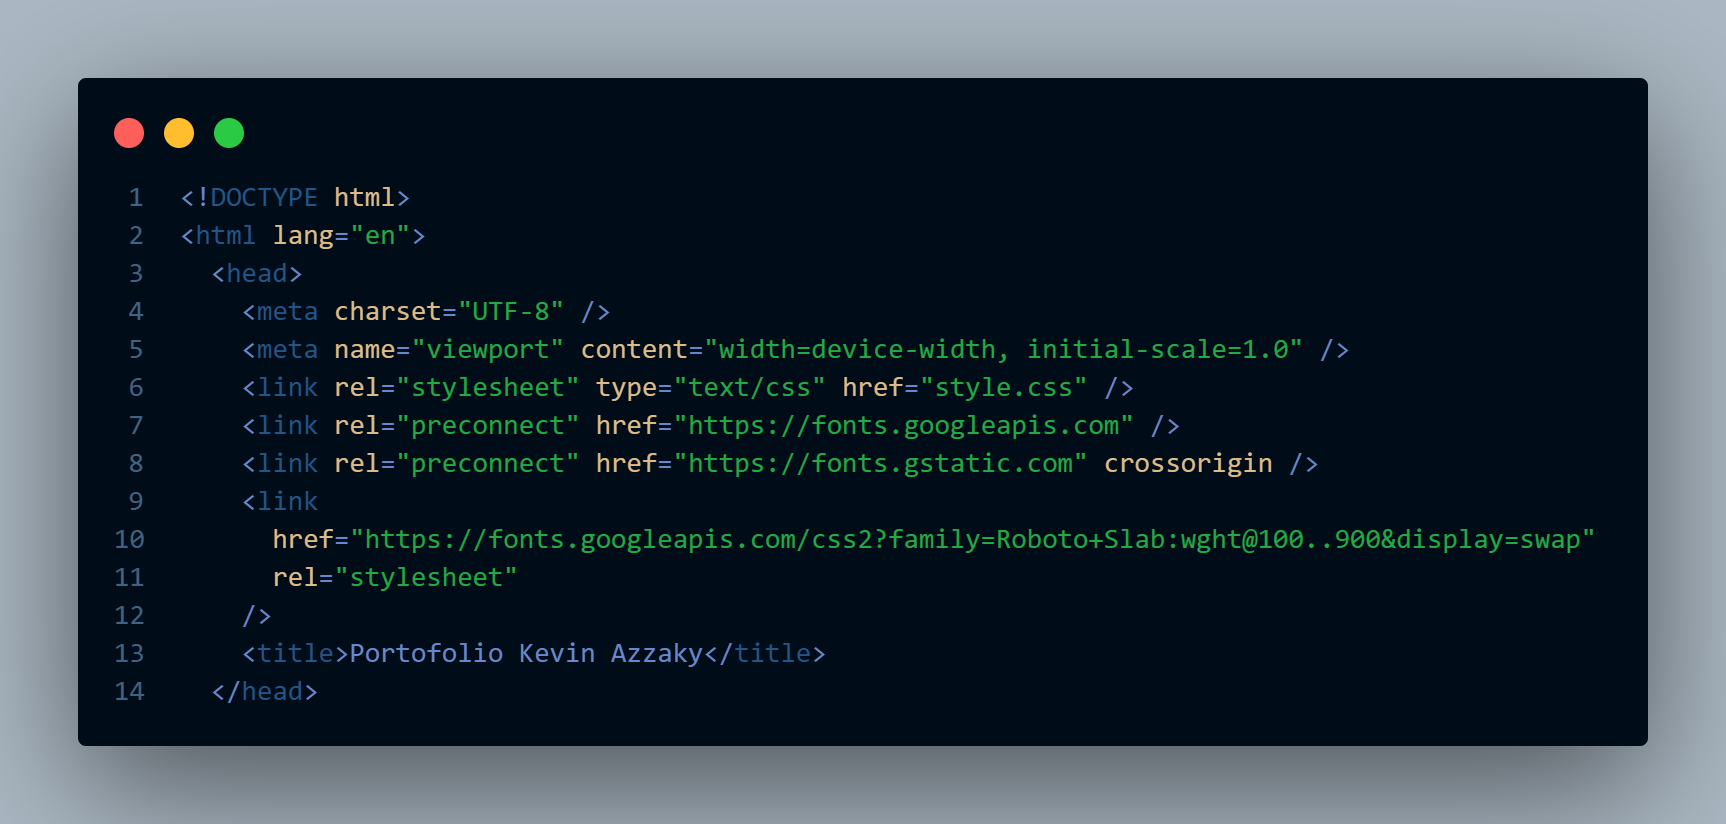 1 <!DOCTYPE html>
2 <html lang="en">
3   <head>
4     <meta charset="UTF-8" />
5     <meta name="viewport" content="width=device-width, initial-scale=1.0" />
6     <link rel="stylesheet" type="text/css" href="style.css" />
7     <link rel="preconnect" href="https://fonts.googleapis.com" />
8     <link rel="preconnect" href="https://fonts.gstatic.com" crossorigin />
9     <link
10       href="https://fonts.googleapis.com/css2?family=Roboto+Slab:wght@100..900&display=swap"
11       rel="stylesheet"
12     />
13     <title>Portofolio Kevin Azzaky</title>
14   </head>